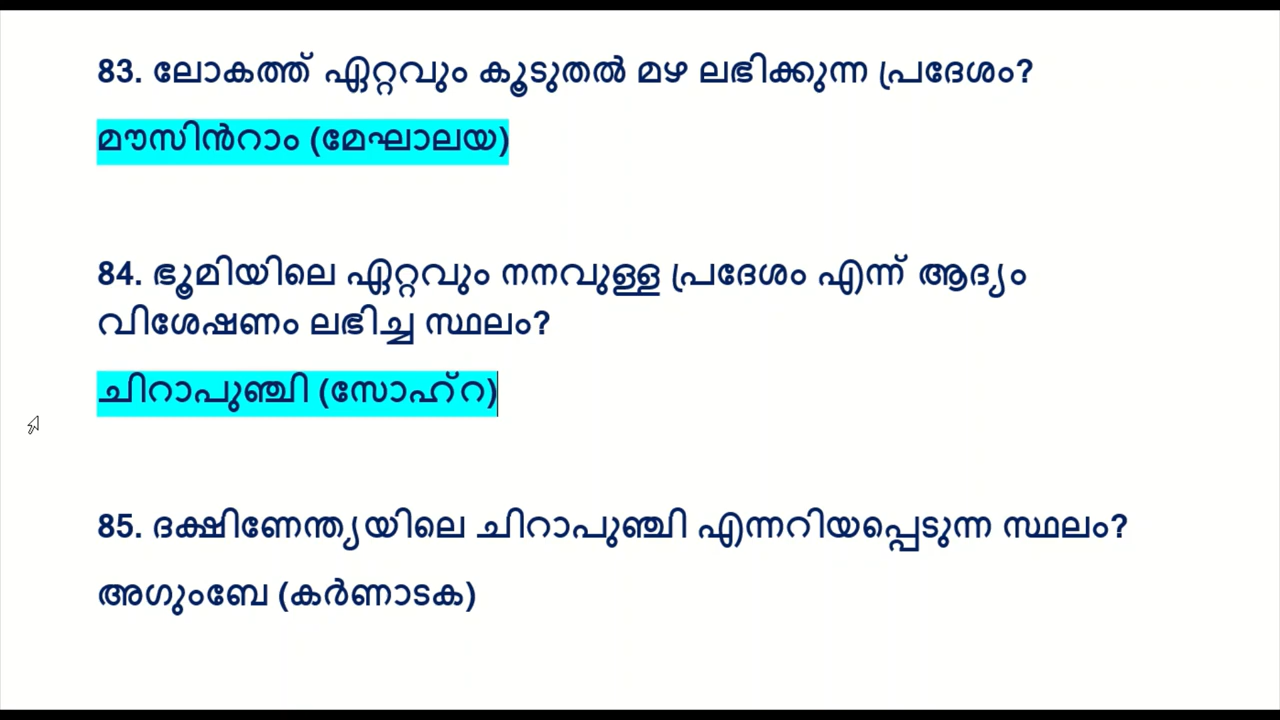 83. ലോകത്ത് ഏറ്റവും കൂടുതൽ മഴ ലഭിക്കുന്ന പ്രദേശം?
മൗസിൻറാം (മേഘാലയ)
84. ഭൂമിയിലെ ഏറ്റവും നനവുള്ള പ്രദേശം എന്ന് ആദ്യം
വിശേഷണം ലഭിച്ച സ്ഥലം?
ചിറാപുഞ്ചി (സോഹ്റ)
85. ദക്ഷിണേന്ത്യയിലെ ചിറാപുഞ്ചി എന്നറിയപ്പെടുന്ന സ്ഥലം?
അഗുംബേ (കർണാടക)